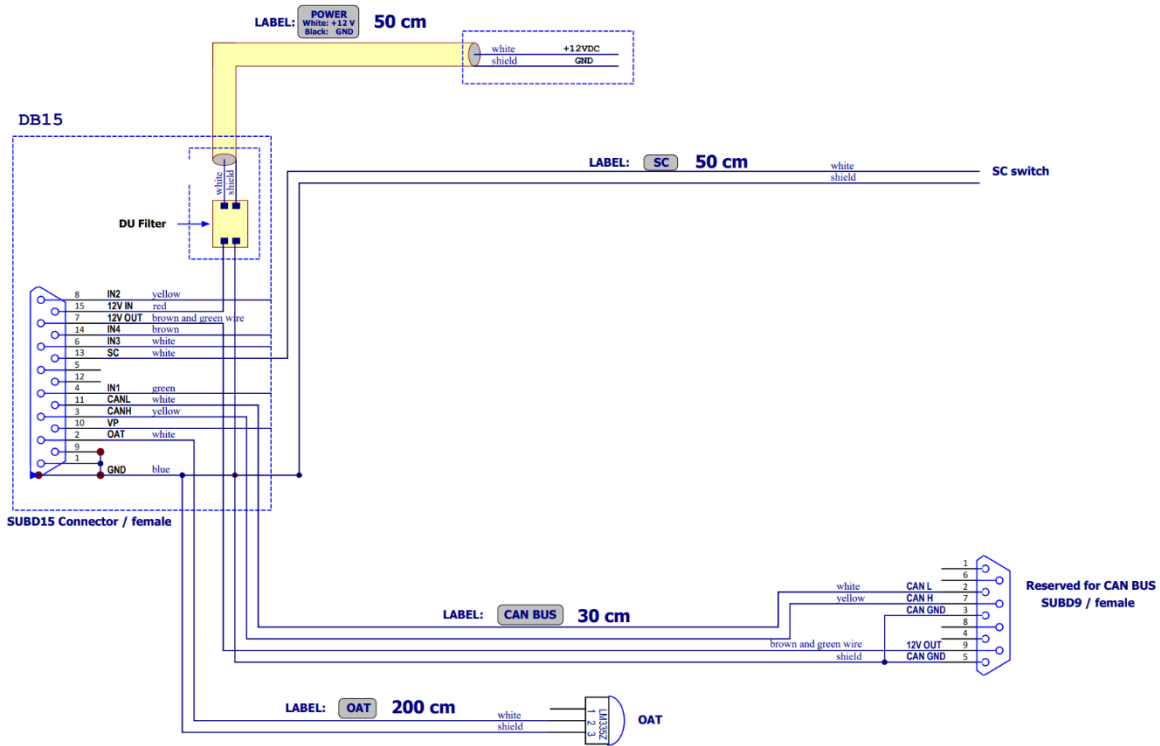 LABEL: POWER 50 cm
White: +12 V
Black: GND
white +12VDC
shield GND
DB15
LABEL: SC 50 cm
white
shield
SC switch
white
shield
DU Filter
8 IN2 yellow
15 12V IN red
7 12V OUT brown and green wire
14 IN4 brown
6 IN3 white
13 SC white
5
12
4 IN1 green
11 CANL white
3 CANH yellow
10 VP
2 OAT white
9
1
GND blue
SUBD15 Connector / female
1
6
white CAN L 2
yellow CAN H 7
CAN GND 3
8
4
brown and green wire 12V OUT 9
shield CAN GND 5
Reserved for CAN BUS
SUBD9 / female
LABEL: CAN BUS 30 cm
LABEL: OAT 200 cm
white
shield
1
2
3
LM335Z
OAT